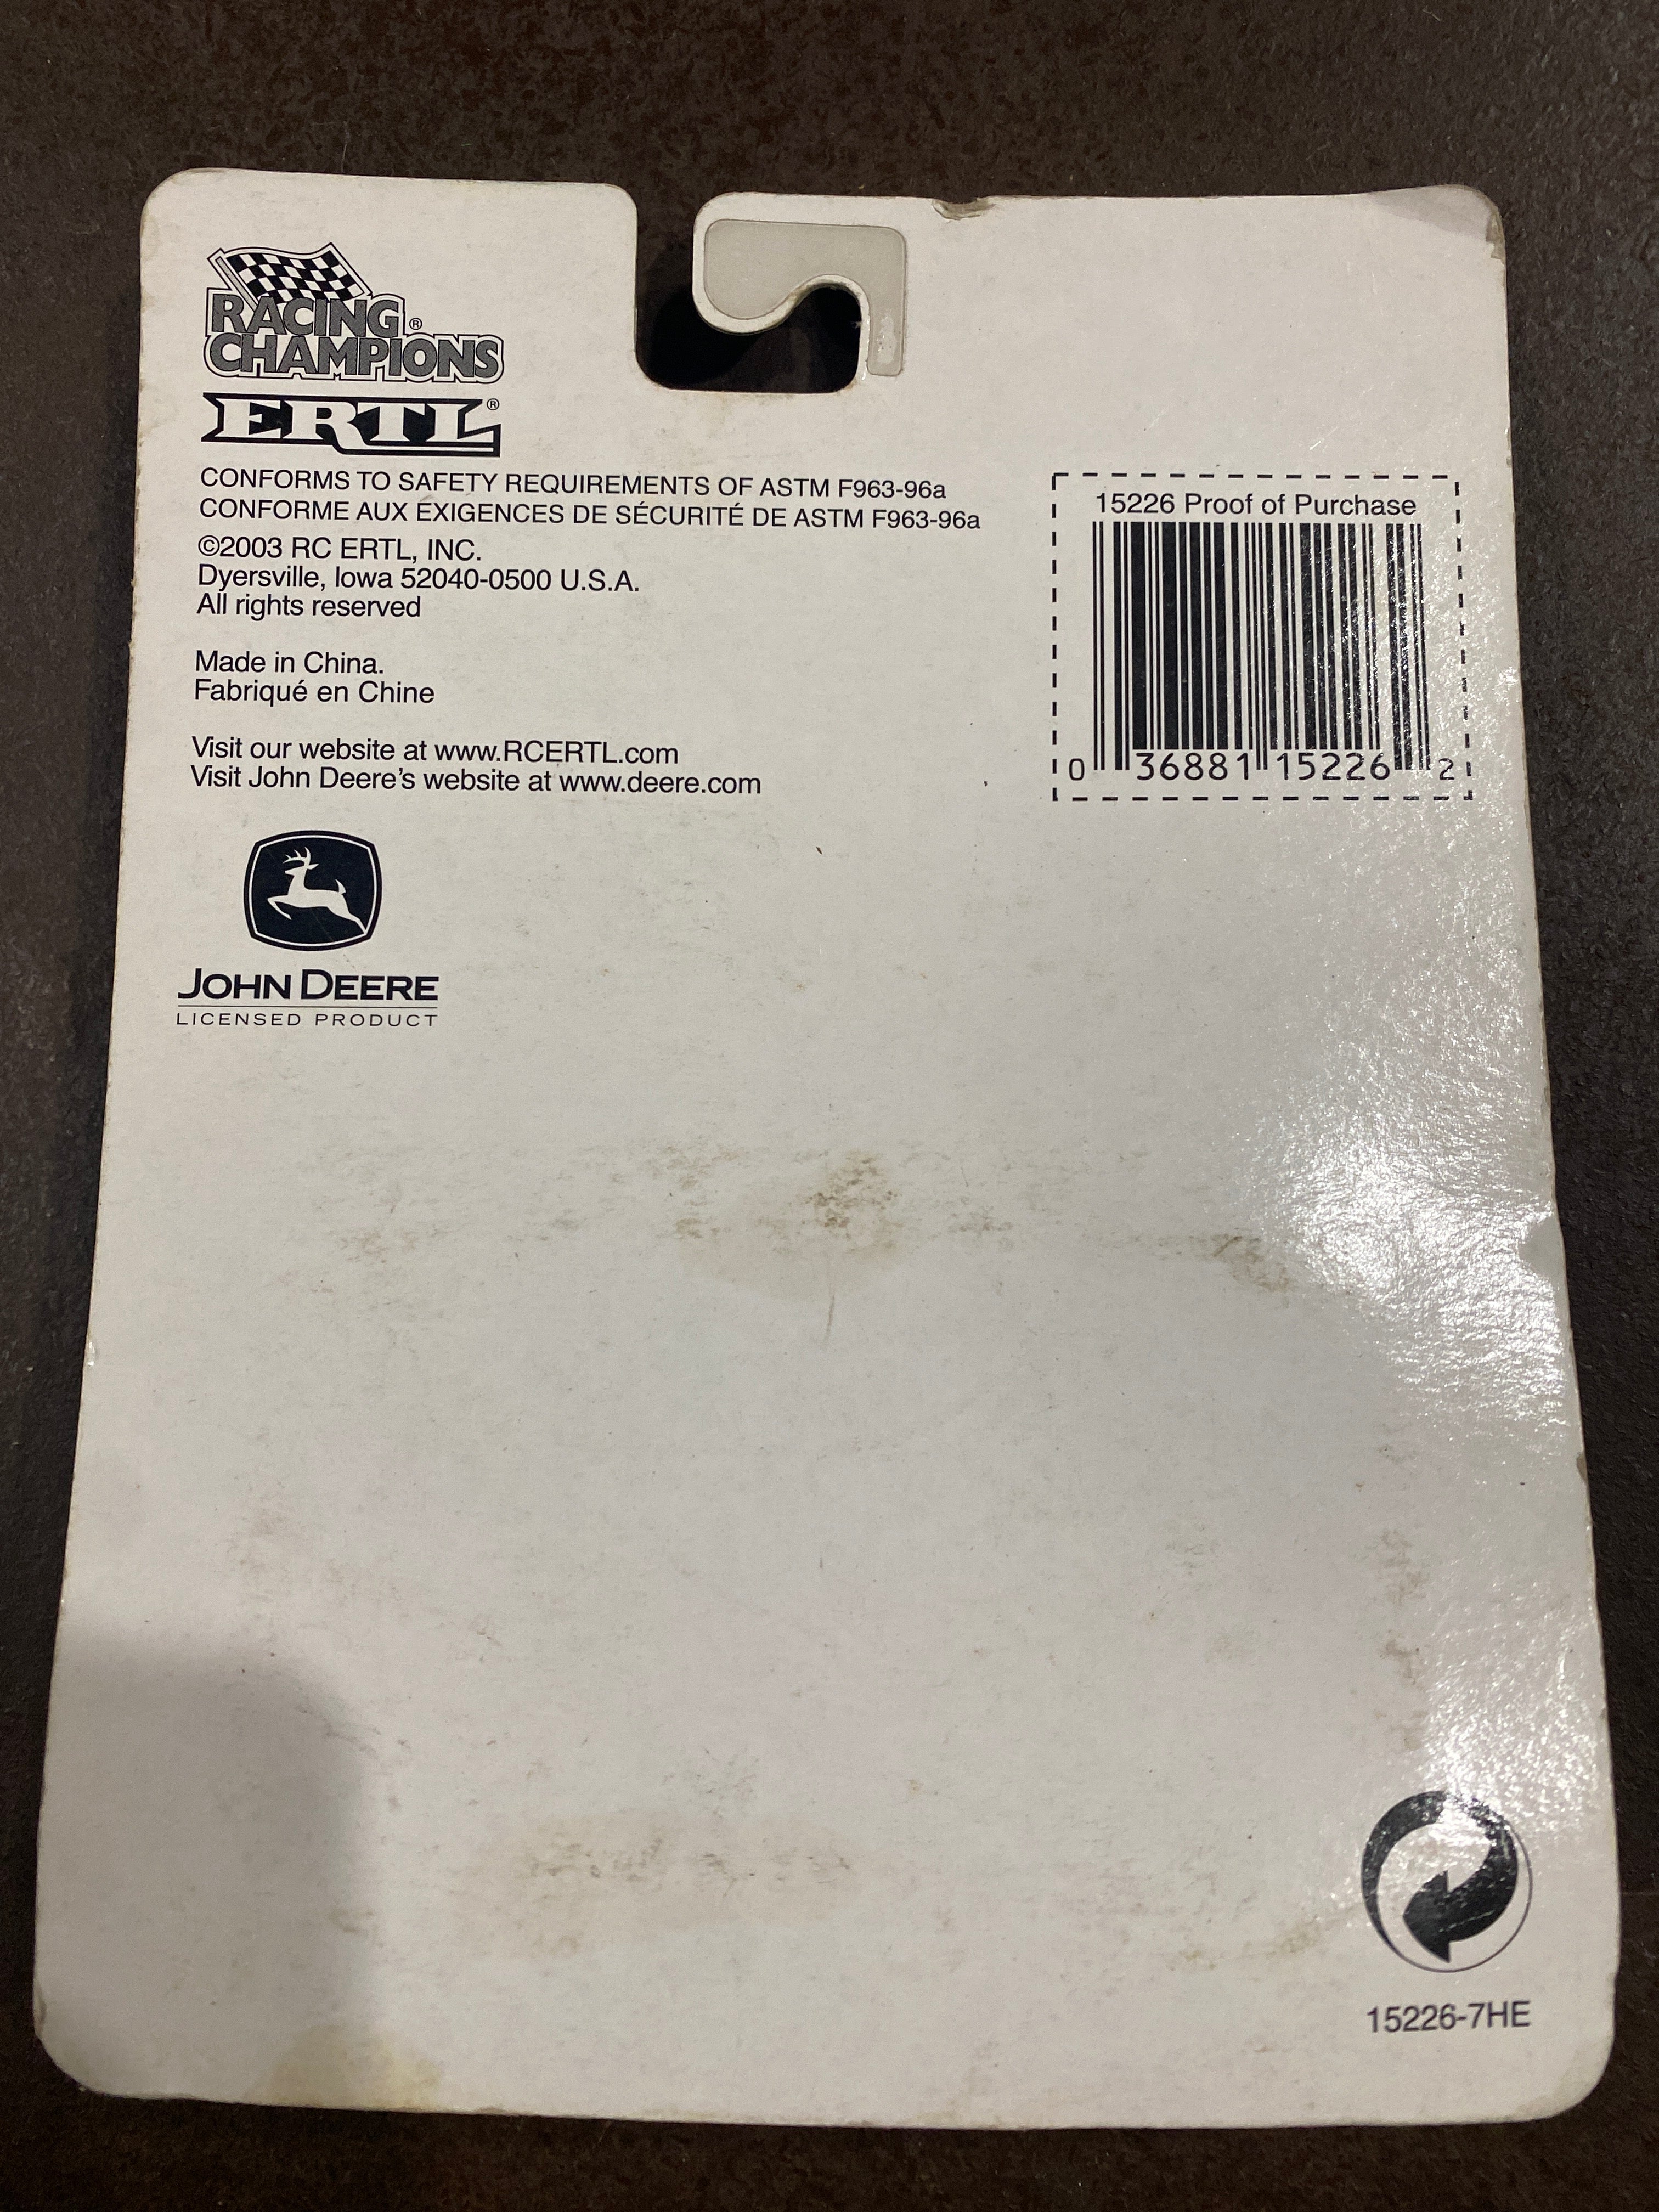 RACING ®
CHAMPIONS
ERTL ®
CONFORMS TO SAFETY REQUIREMENTS OF ASTM F963-96a
CONFORME AUX EXIGENCES DE SÉCURITÉ DE ASTM F963-96a
©2003 RC ERTL, INC.
Dyersville, Iowa 52040-0500 U.S.A.
All rights reserved
Made in China.
Fabriqué en Chine
Visit our website at www.RCERTL.com
Visit John Deere's website at www.deere.com
JOHN DEERE
LICENSED PRODUCT
15226 Proof of Purchase
0 36881 15226 2
15226-7HE